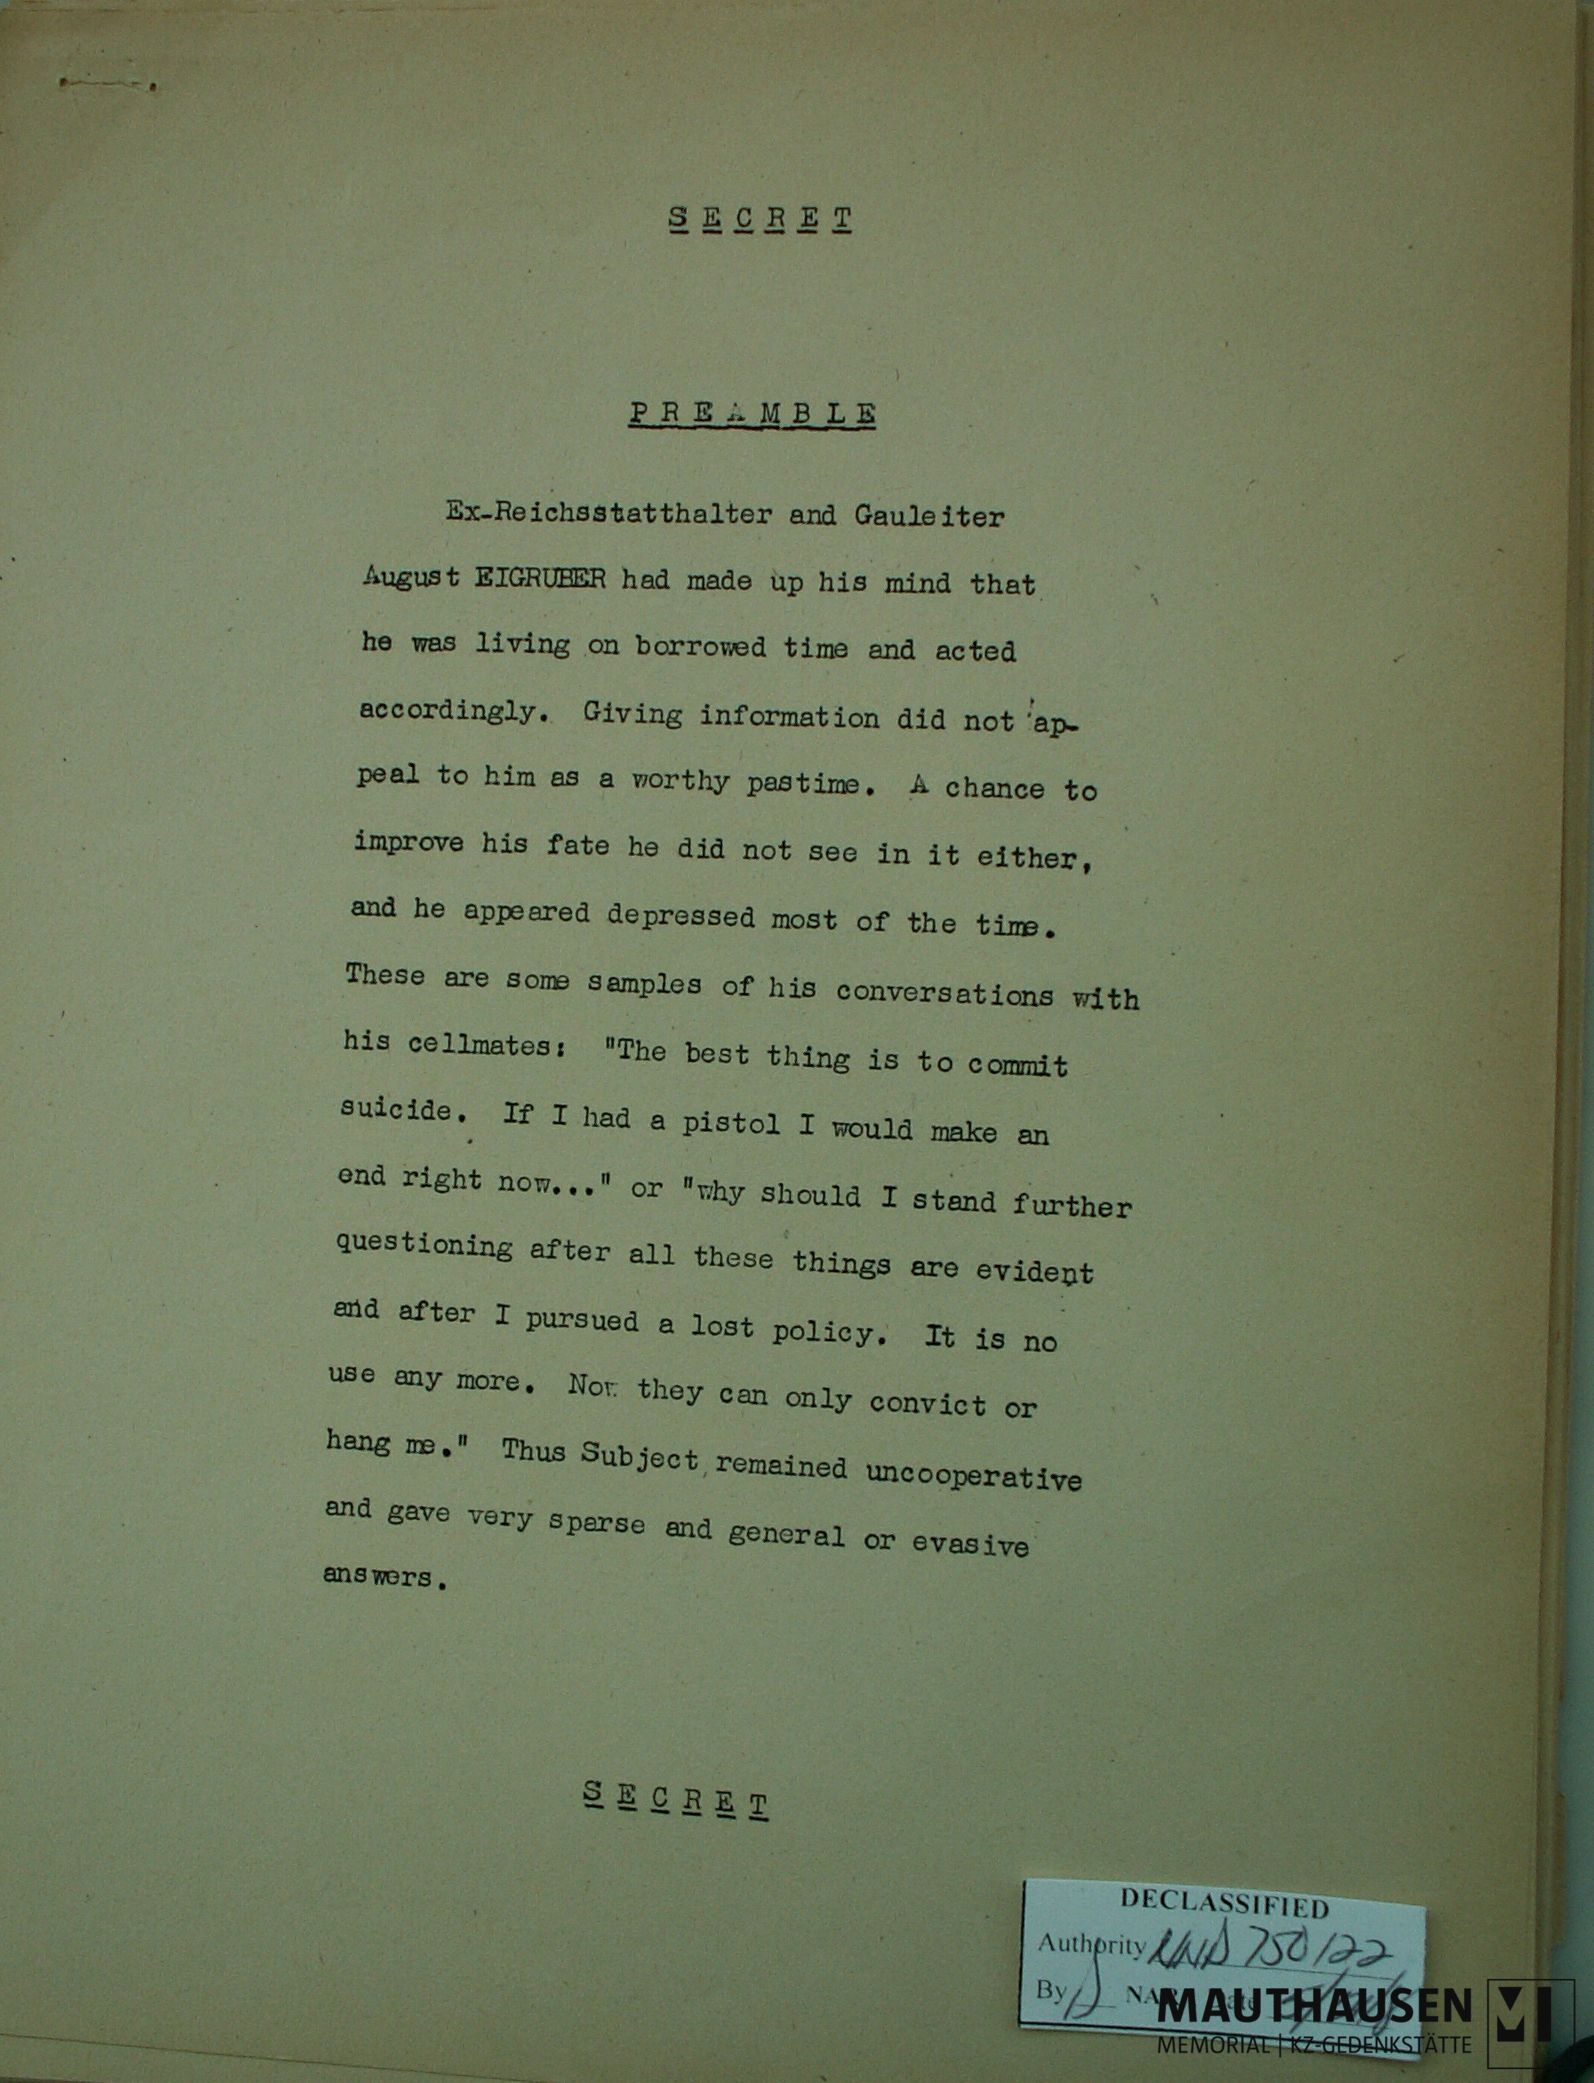 S E C R E T
P R E A M B L E
Ex-Reichsstatthalter and Gauleiter
August EIGRUBER had made up his mind that
he was living on borrowed time and acted
accordingly. Giving information did not ap-
peal to him as a worthy pastime. A chance to
improve his fate he did not see in it either,
and he appeared depressed most of the time.
These are some samples of his conversations with
his cellmates: "The best thing is to commit
suicide. If I had a pistol I would make an
end right now..." or "why should I stand further
questioning after all these things are evident
and after I pursued a lost policy. It is no
use any more. Now they can only convict or
hang me." Thus Subject remained uncooperative
and gave very sparse and general or evasive
answers.
S E C R E T
DECLASSIFIED
Authority NND 750122
By
MAUTHAUSEN
MEMORIAL | KZ-GEDENKSTÄTTE